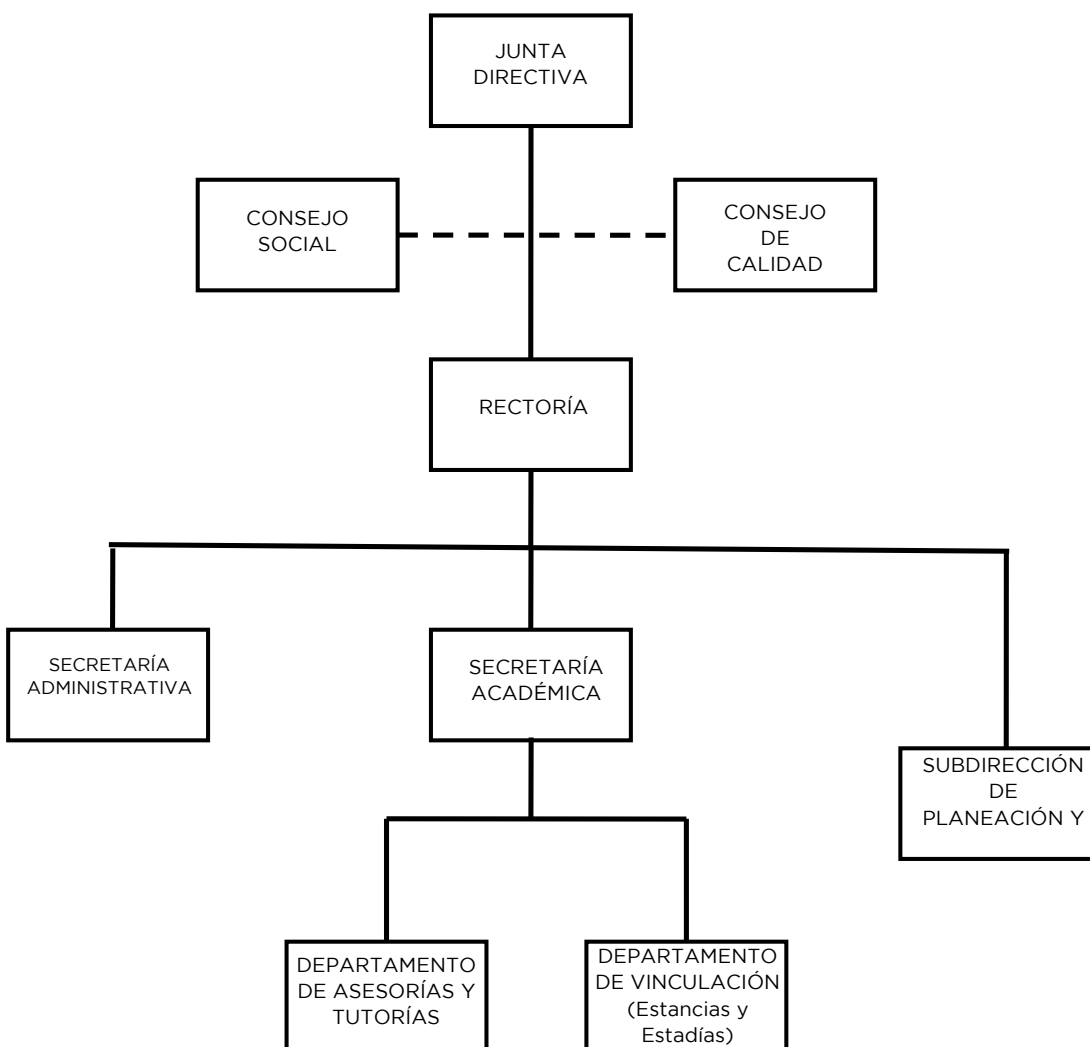 JUNTA
DIRECTIVA
CONSEJO
SOCIAL
CONSEJO
DE
CALIDAD
RECTORÍA
SECRETARÍA
ADMINISTRATIVA
SECRETARÍA
ACADÉMICA
SUBDIRECCIÓN
DE
PLANEACIÓN Y
DEPARTAMENTO
DE ASESORÍAS Y
TUTORÍAS
DEPARTAMENTO
DE VINCULACIÓN
(Estancias y
Estadías)